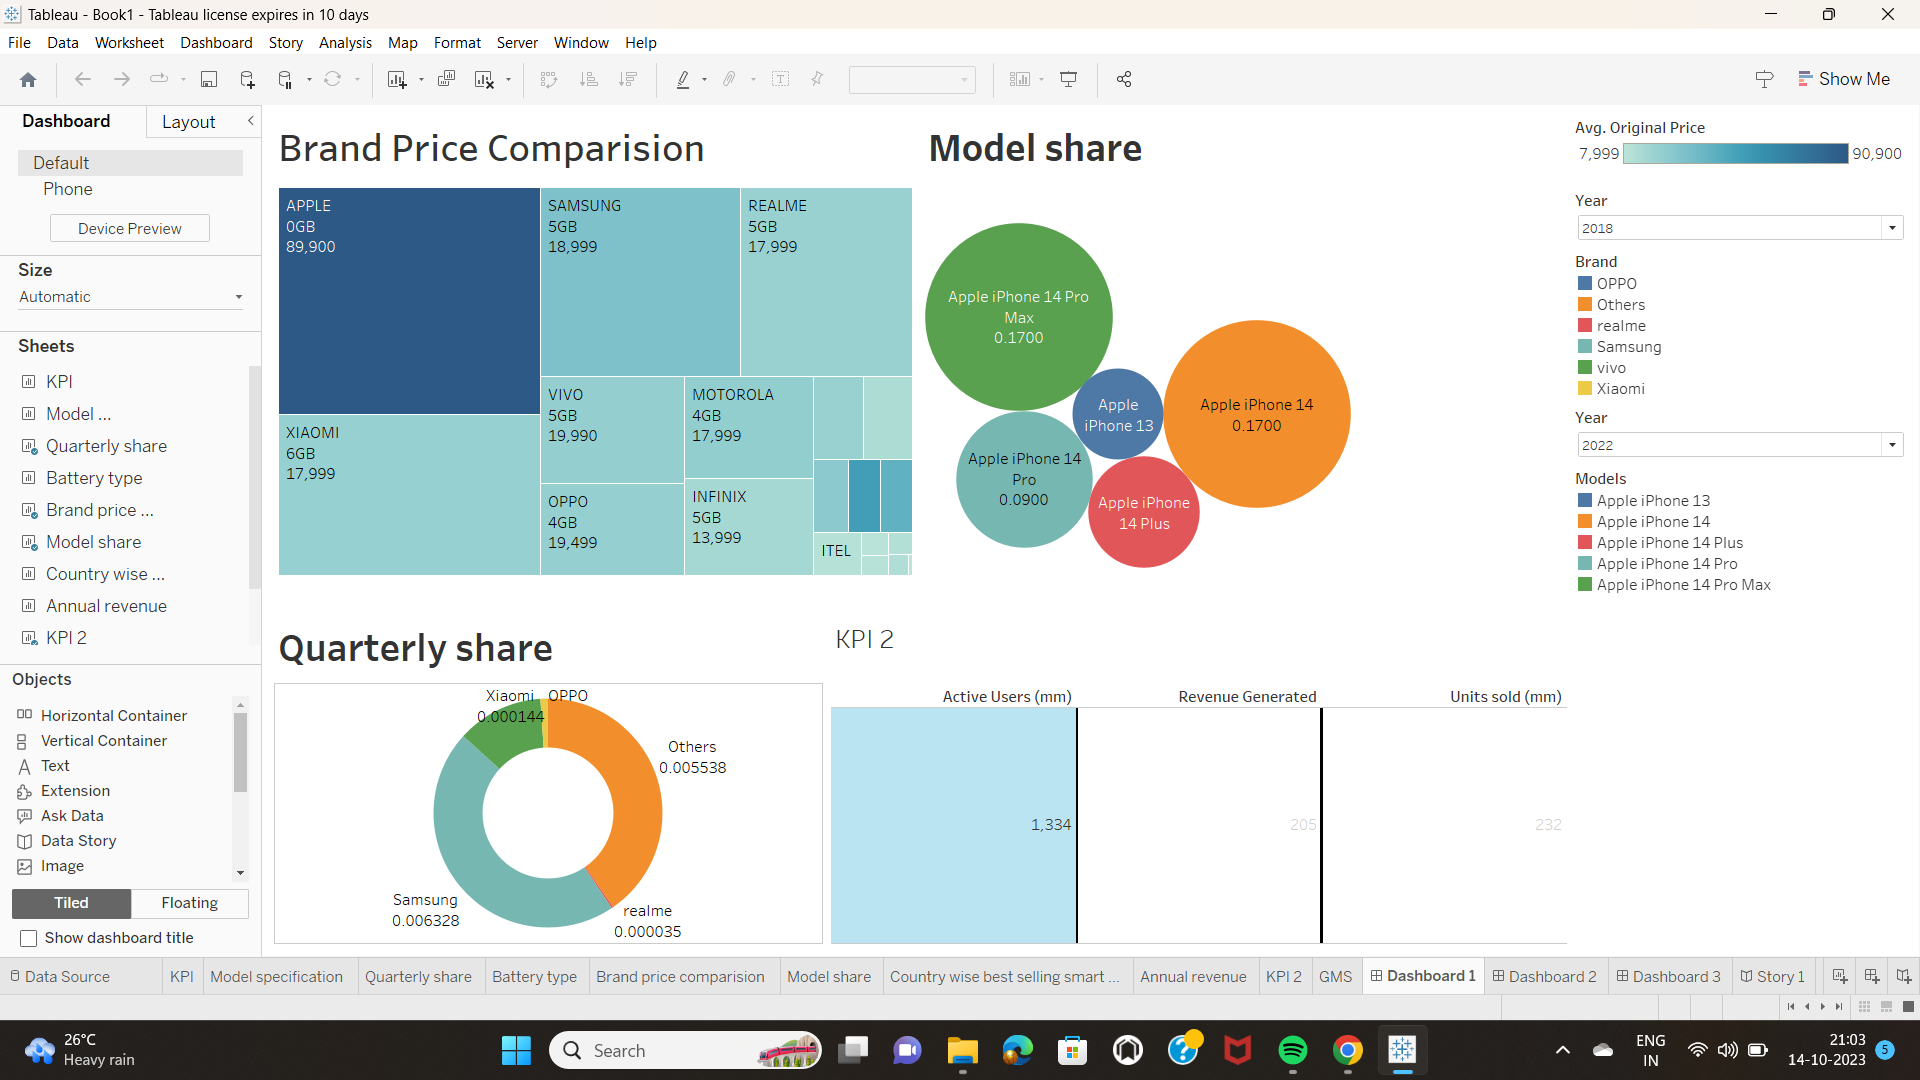 Tableau - Book1 - Tableau license expires in 10 days
File Data Worksheet Dashboard Story Analysis Map Format Server Window Help
Show Me
Dashboard
Layout
Default
Phone
Device Preview
Size
Automatic
Sheets
KPI
Model ...
Quarterly share
Battery type
Brand price ...
Model share
Country wise ...
Annual revenue
KPI 2
Objects
Horizontal Container
Vertical Container
Text
Extension
Ask Data
Data Story
Image
Tiled
Floating
Show dashboard title
Brand Price Comparision
APPLE
0GB
89,900
SAMSUNG
5GB
18,999
REALME
5GB
17,999
XIAOMI
6GB
17,999
VIVO
5GB
19,990
MOTOROLA
4GB
17,999
OPPO
4GB
19,499
INFINIX
5GB
13,999
ITEL
Model share
Apple iPhone 14 Pro
Max
0.1700
Apple
iPhone 13
Apple iPhone 14
0.1700
Apple iPhone 14
Pro
0.0900
Apple iPhone
14 Plus
Avg. Original Price
7,999
90,900
Year
2018
Brand
OPPO
Others
realme
Samsung
vivo
Xiaomi
Year
2022
Models
Apple iPhone 13
Apple iPhone 14
Apple iPhone 14 Plus
Apple iPhone 14 Pro
Apple iPhone 14 Pro Max
Quarterly share
Xiaomi
0.000144
OPPO
Others
0.005538
Samsung
0.006328
realme
0.000035
KPI 2
Active Users (mm)
Revenue Generated
Units sold (mm)
1,334
205
232
Data Source
KPI
Model specification
Quarterly share
Battery type
Brand price comparision
Model share
Country wise best selling smart ...
Annual revenue
KPI 2
GMS
Dashboard 1
Dashboard 2
Dashboard 3
Story 1
26°C
Heavy rain
Search
ENG
IN
21:03
14-10-2023
5